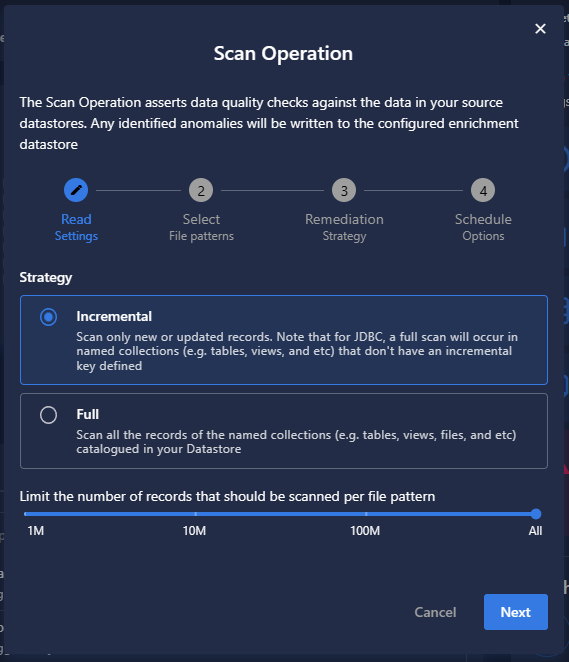 Scan Operation
The Scan Operation asserts data quality checks against the data in your source
datastores. Any identified anomalies will be written to the configured enrichment
datastore
2 3 4
Read Select Remediation Schedule
Settings File patterns Strategy Options
Strategy
Incremental
Scan only new or updated records. Note that for JDBC, a full scan will occur in
named collections (e.g. tables, views, and etc) that don't have an incremental
key defined
Full
Scan all the records of the named collections (e.g. tables, views, files, and etc)
catalogued in your Datastore
Limit the number of records that should be scanned per file pattern
1M 10M 100M All
Cancel Next